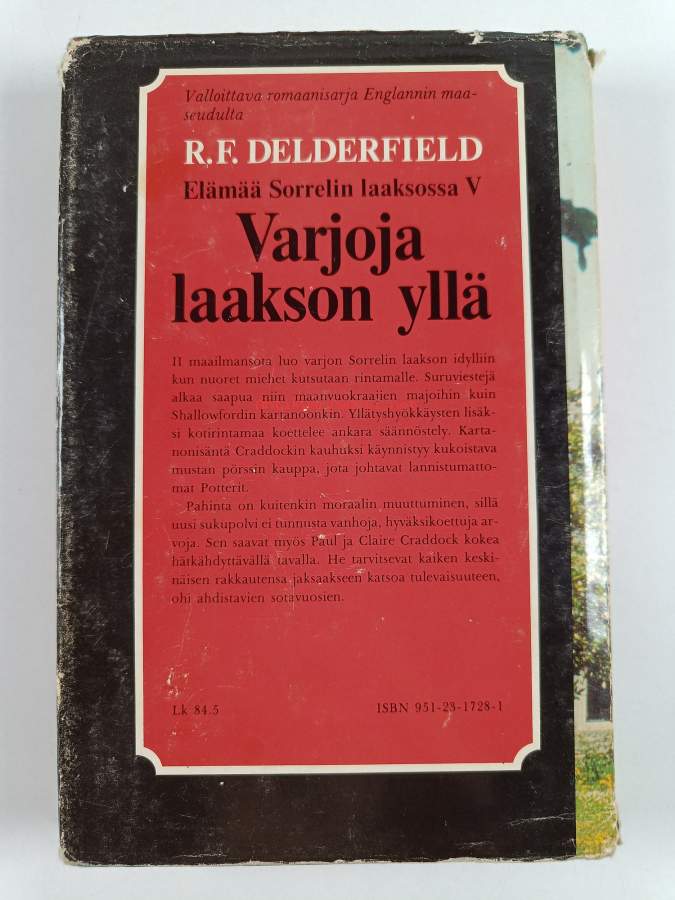 Valloittava romaanisarja Englannin maa-
seudulta
R.F. DELDERFIELD
Elämää Sorrelin laaksossa V
Varjoja
laakson yllä
II maailmansota luo varjon Sorrelin laakson idylliin
kun nuoret miehet kutsutaan rintamalle. Suruviestejä
alkaa saapua niin maanvuokraajien majoihin kuin
Shallowfordin kartanoonkin. Yllätyshyökkäysten lisäk-
si kotirintamaa koettelee ankara säännöstely. Karta-
nonisäntä Craddockin kauhuksi käynnistyy kukoistava
mustan pörssin kauppa, jota johtavat lannistumatto-
mat Potterit.
Pahinta on kuitenkin moraalin muuttuminen, sillä
uusi sukupolvi ei tunnusta vanhoja, hyväksikoettuja ar-
voja. Sen saavat myös Paul ja Claire Craddock kokea
hätkähdyttävällä tavalla. He tarvitsevat kaiken keski-
näisen rakkautensa jaksaakseen katsoa tulevaisuuteen,
ohi ahdistavien sotavuosien.
Lk 84.5
ISBN 951-23-1728-1